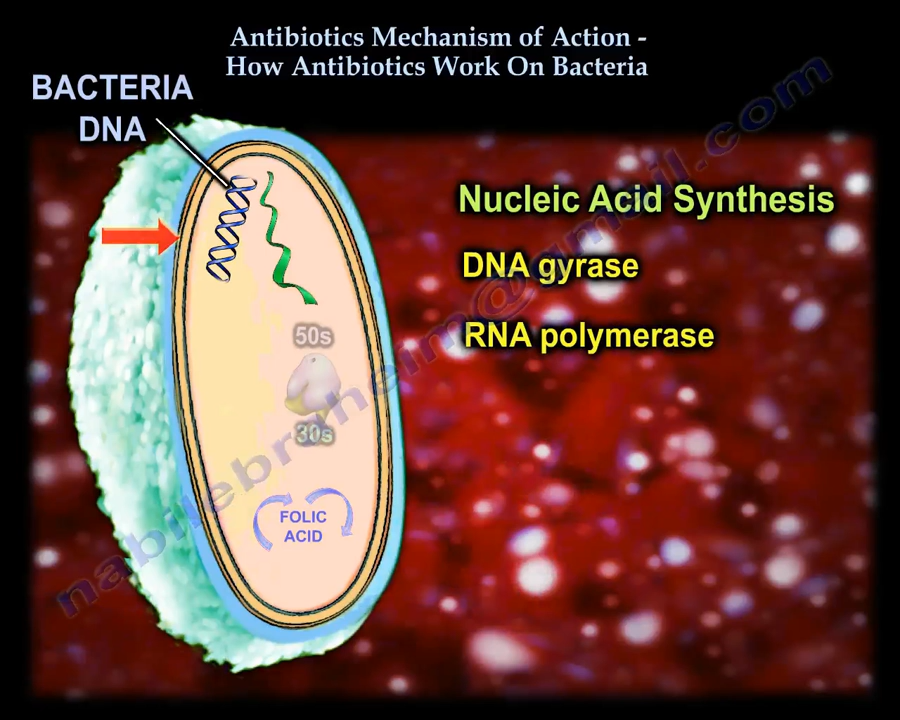 Antibiotics Mechanism of Action -
How Antibiotics Work On Bacteria
BACTERIA
DNA
Nucleic Acid Synthesis
DNA gyrase
RNA polymerase
50s
30s
FOLIC
ACID
nabilebraheim@gmail.com